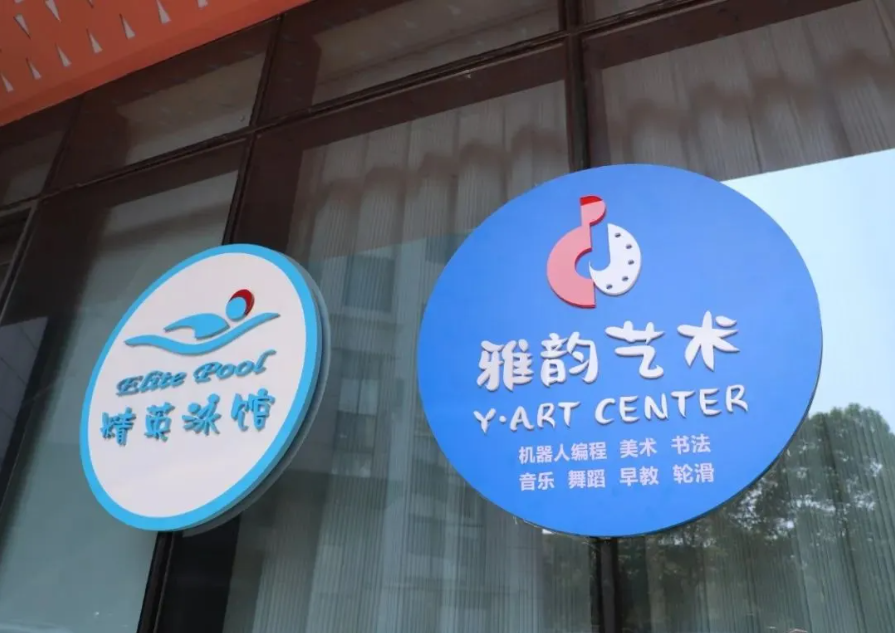 Elite Pool
精英泳馆
雅韵艺术
Y·ART CENTER
机器人编程 美术 书法
音乐 舞蹈 早教 轮滑